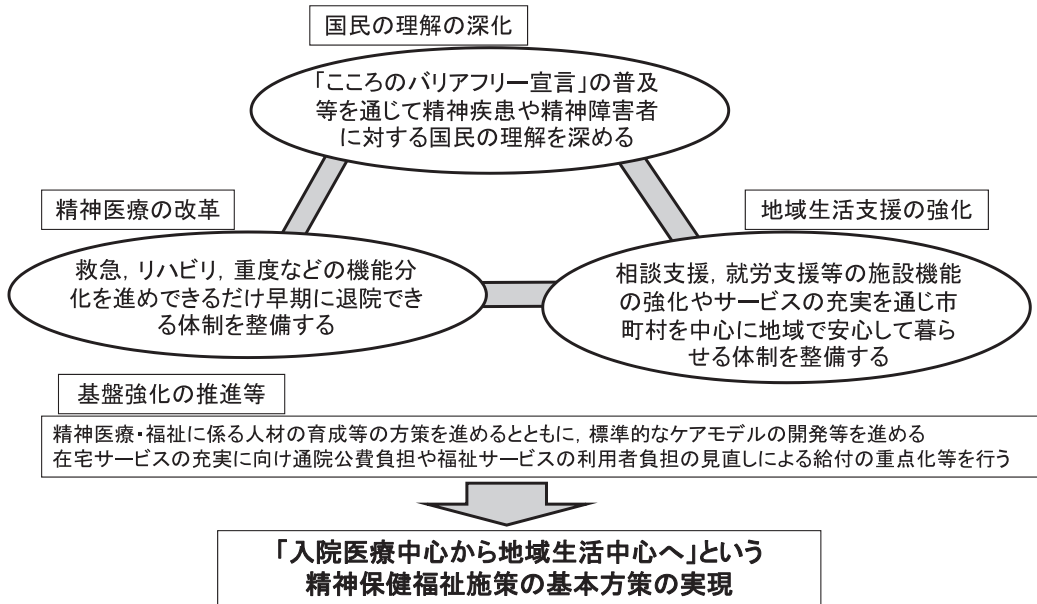 国民の理解の深化
「こころのバリアフリー宣言」の普及
等を通じて精神疾患や精神障害者
に対する国民の理解を深める
精神医療の改革
救急，リハビリ，重度などの機能分
化を進めできるだけ早期に退院でき
る体制を整備する
地域生活支援の強化
相談支援，就労支援等の施設機能
の強化やサービスの充実を通じ市
町村を中心に地域で安心して暮ら
せる体制を整備する
基盤強化の推進等
精神医療・福祉に係る人材の育成等の方策を進めるとともに，標準的なケアモデルの開発等を進める
在宅サービスの充実に向け通院公費負担や福祉サービスの利用者負担の見直しによる給付の重点化等を行う
「入院医療中心から地域生活中心へ」という
精神保健福祉施策の基本方策の実現